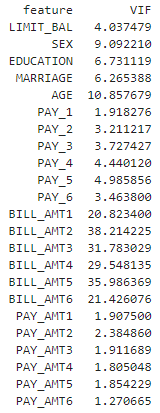 feature VIF
LIMIT_BAL 4.037479
SEX 9.092210
EDUCATION 6.731119
MARRIAGE 6.265388
AGE 10.857679
PAY_1 1.918276
PAY_2 3.211217
PAY_3 3.727427
PAY_4 4.440120
PAY_5 4.985856
PAY_6 3.463800
BILL_AMT1 20.823400
BILL_AMT2 38.214225
BILL_AMT3 31.783029
BILL_AMT4 29.548135
BILL_AMT5 35.986369
BILL_AMT6 21.426076
PAY_AMT1 1.907500
PAY_AMT2 2.384860
PAY_AMT3 1.911689
PAY_AMT4 1.805048
PAY_AMT5 1.854229
PAY_AMT6 1.270665